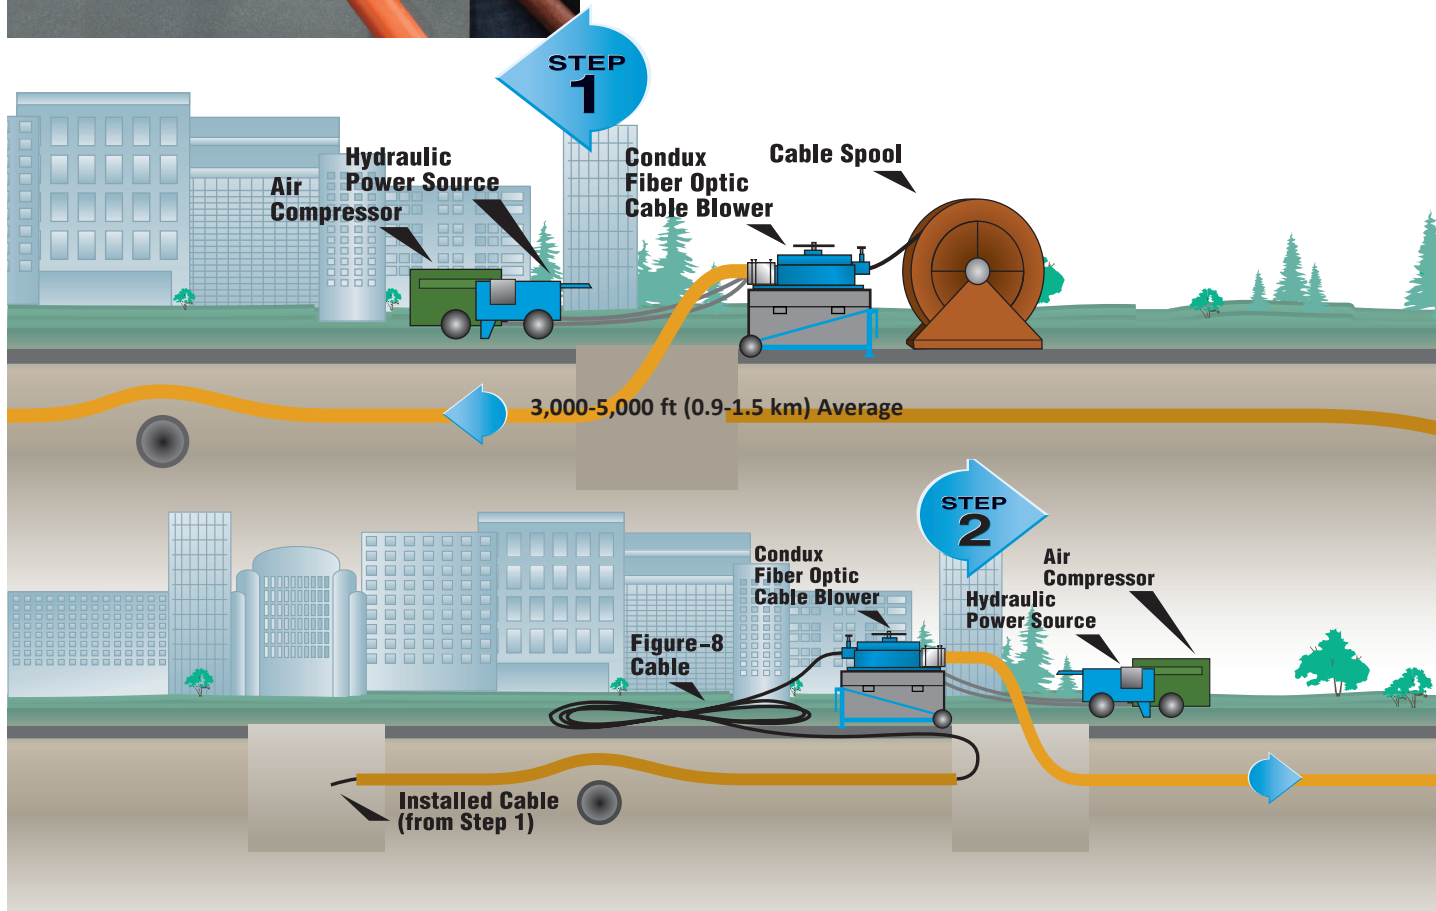 STEP
1
Hydraulic
Power Source
Air
Compressor
Condux
Fiber Optic
Cable Blower
Cable Spool
3,000-5,000 ft (0.9-1.5 km) Average
STEP
2
Condux
Fiber Optic
Cable Blower
Air
Compressor
Hydraulic
Power Source
Figure-8
Cable
Installed Cable
(from Step 1)